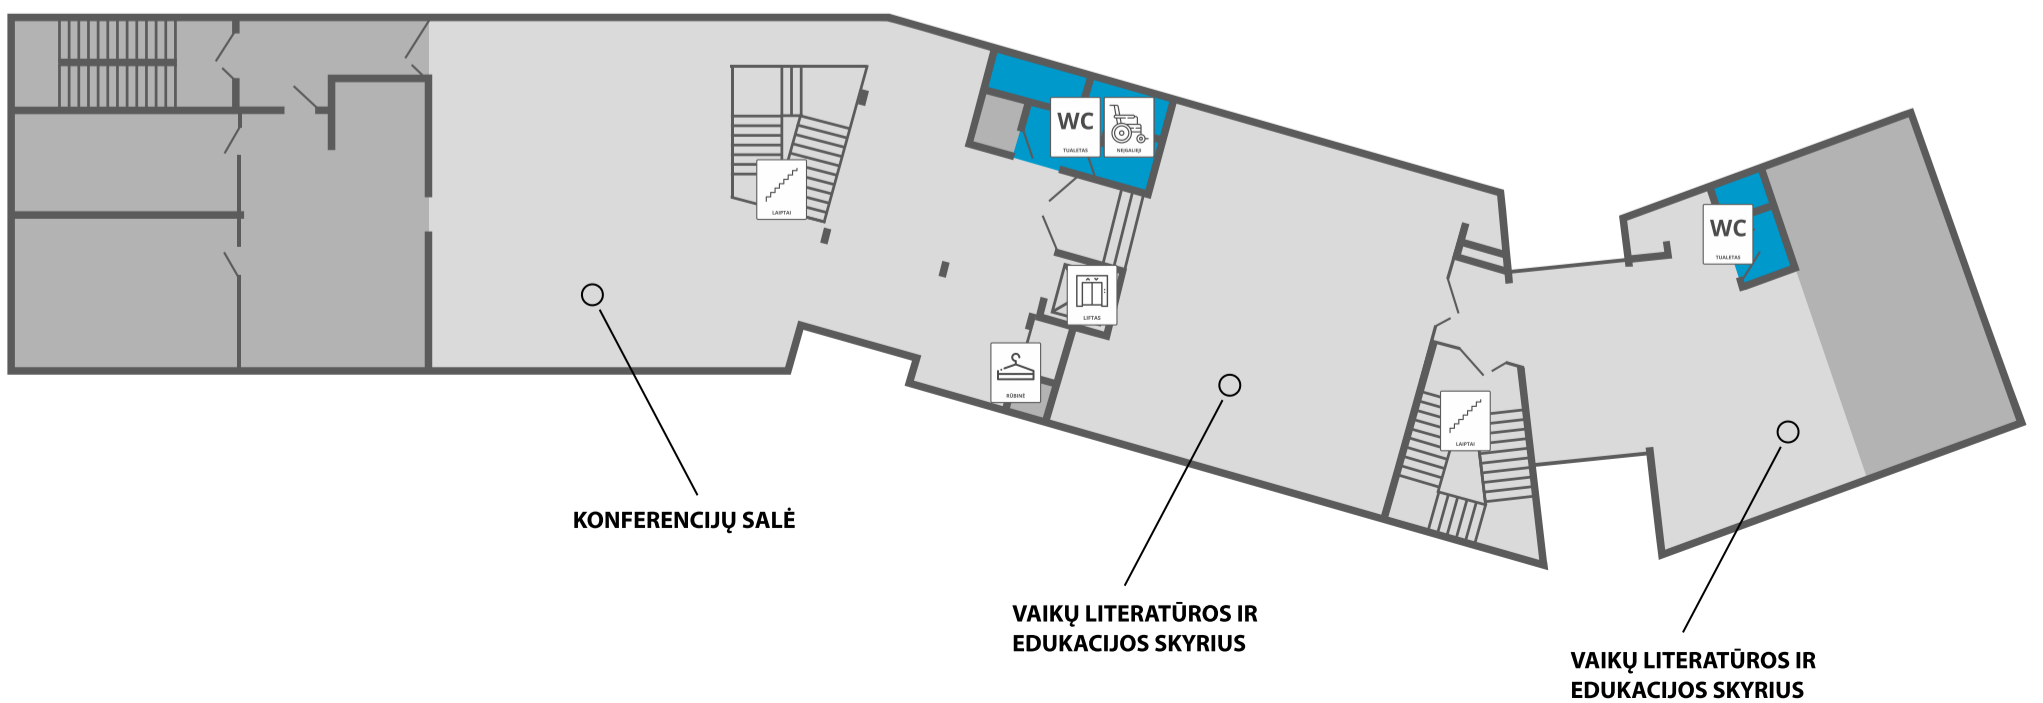 WC
TUALETAS
NEĮGALIEJI
LAIPTAI
WC
TUALETAS
LIFTAS
RŪBINĖ
LAIPTAI
KONFERENCIJŲ SALĖ
VAIKŲ LITERATŪROS IR
EDUKACIJOS SKYRIUS
VAIKŲ LITERATŪROS IR
EDUKACIJOS SKYRIUS